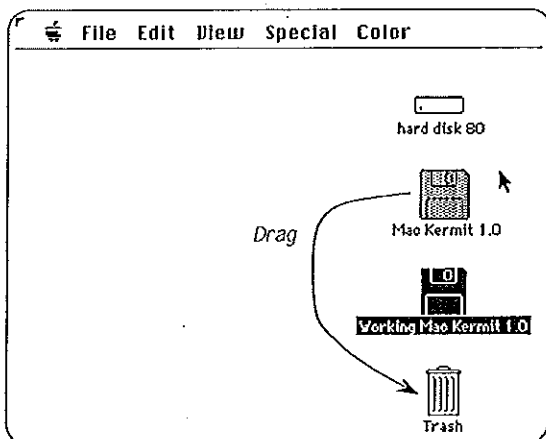 File Edit View Special Color
hard disk 80
Mac Kermit 1.0
Drag
Working Mac Kermit 1.0
Trash